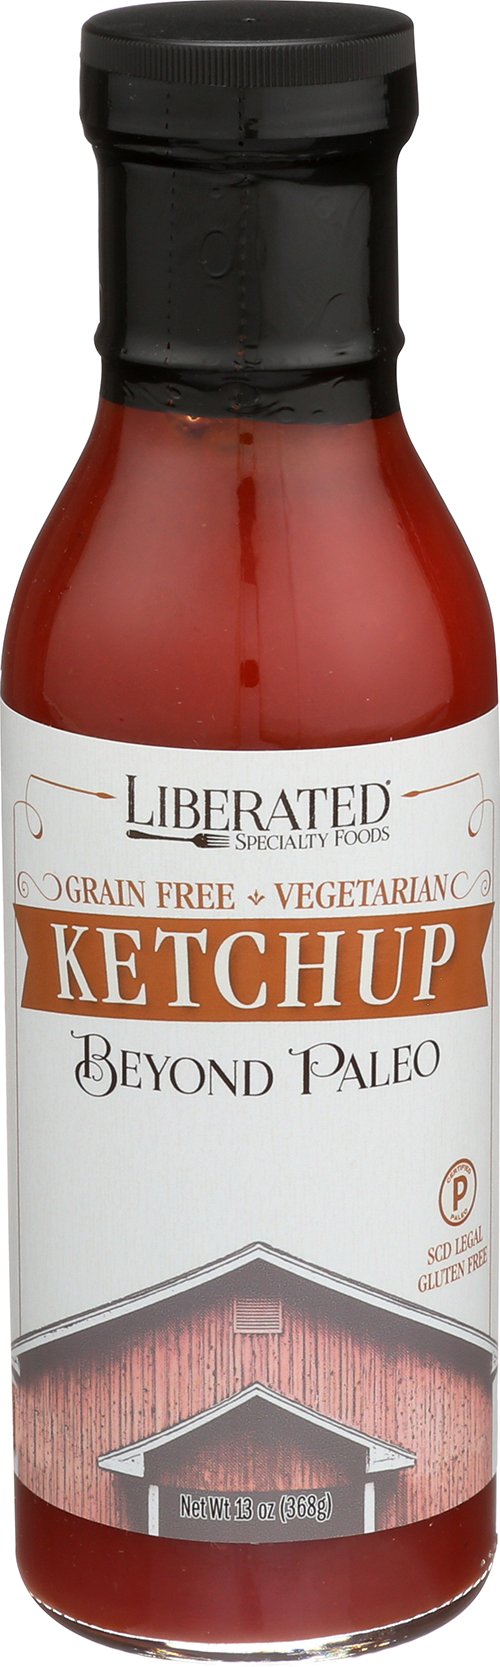 LIBERATED®
SPECIALTY FOODS
GRAIN FREE VEGETARIAN
KETCHUP
BEYOND PALEO
CERTIFIED
P
PALEO
SCD LEGAL
GLUTEN FREE
Net Wt 13 oz (368g)